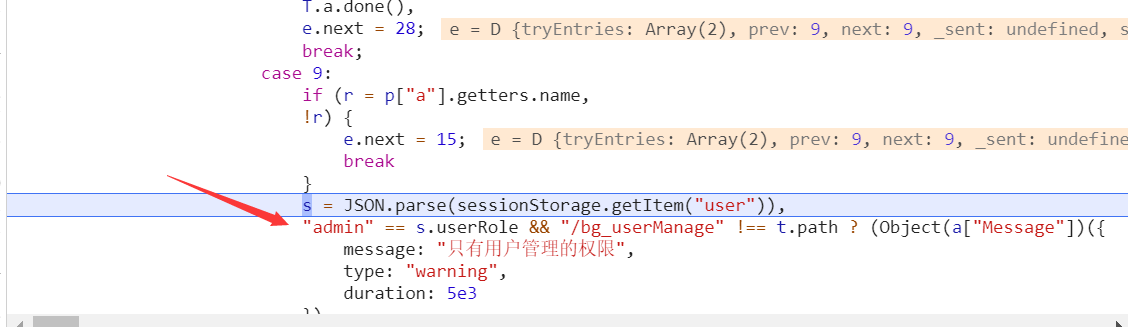 T.a.done(),
e.next = 28; e = D {tryEntries: Array(2), prev: 9, next: 9, _sent: undefined, s
break;
case 9:
if (r = p["a"].getters.name,
!r) {
e.next = 15; e = D {tryEntries: Array(2), prev: 9, next: 9, _sent: undefine
break
}
s = JSON.parse(sessionStorage.getItem("user")),
"admin" == s.userRole && "/bg_userManage" !== t.path ? (Object(a["Message"])({
message: "只有用户管理的权限",
type: "warning",
duration: 5e3
})